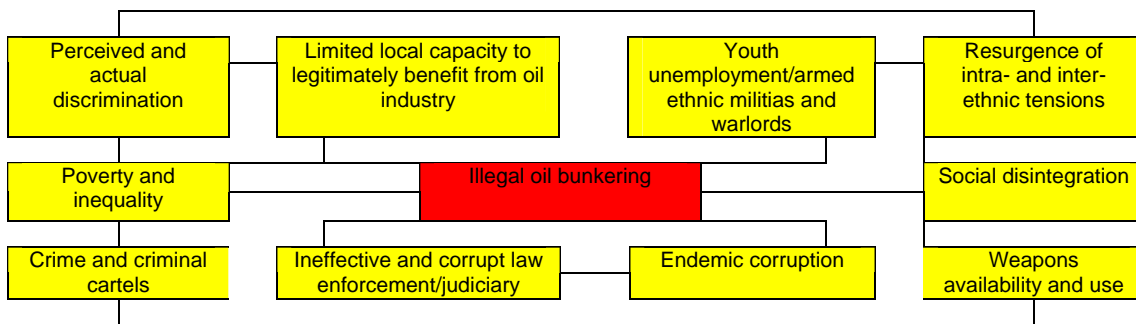 Perceived and
actual
discrimination
Limited local capacity to
legitimately benefit from oil
industry
Youth
unemployment/armed
ethnic militias and
warlords
Resurgence of
intra- and inter-
ethnic tensions
Poverty and
inequality
Illegal oil bunkering
Social disintegration
Crime and criminal
cartels
Ineffective and corrupt law
enforcement/judiciary
Endemic corruption
Weapons
availability and use